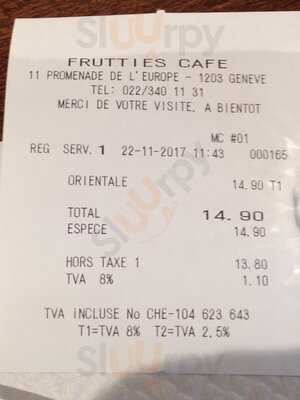 FRUTTIES CAFE
11 PROMENADE DE L'EUROPE - 1203 GENEVE
TEL: 022/340 11 31
MERCI DE VOTRE VISITE, A BIENTOT
MC #01
REG SERV. 1 22-11-2017 11:43 000165
ORIENTALE 14.90 T1
TOTAL 14.90
ESPECE 14.90
HORS TAXE 1 13.80
TVA 8% 1.10
TVA INCLUSE No CHE-104 623 643
T1=TVA 8% T2=TVA 2,5%
Sluurpy
Sluurpy
Sluurpy